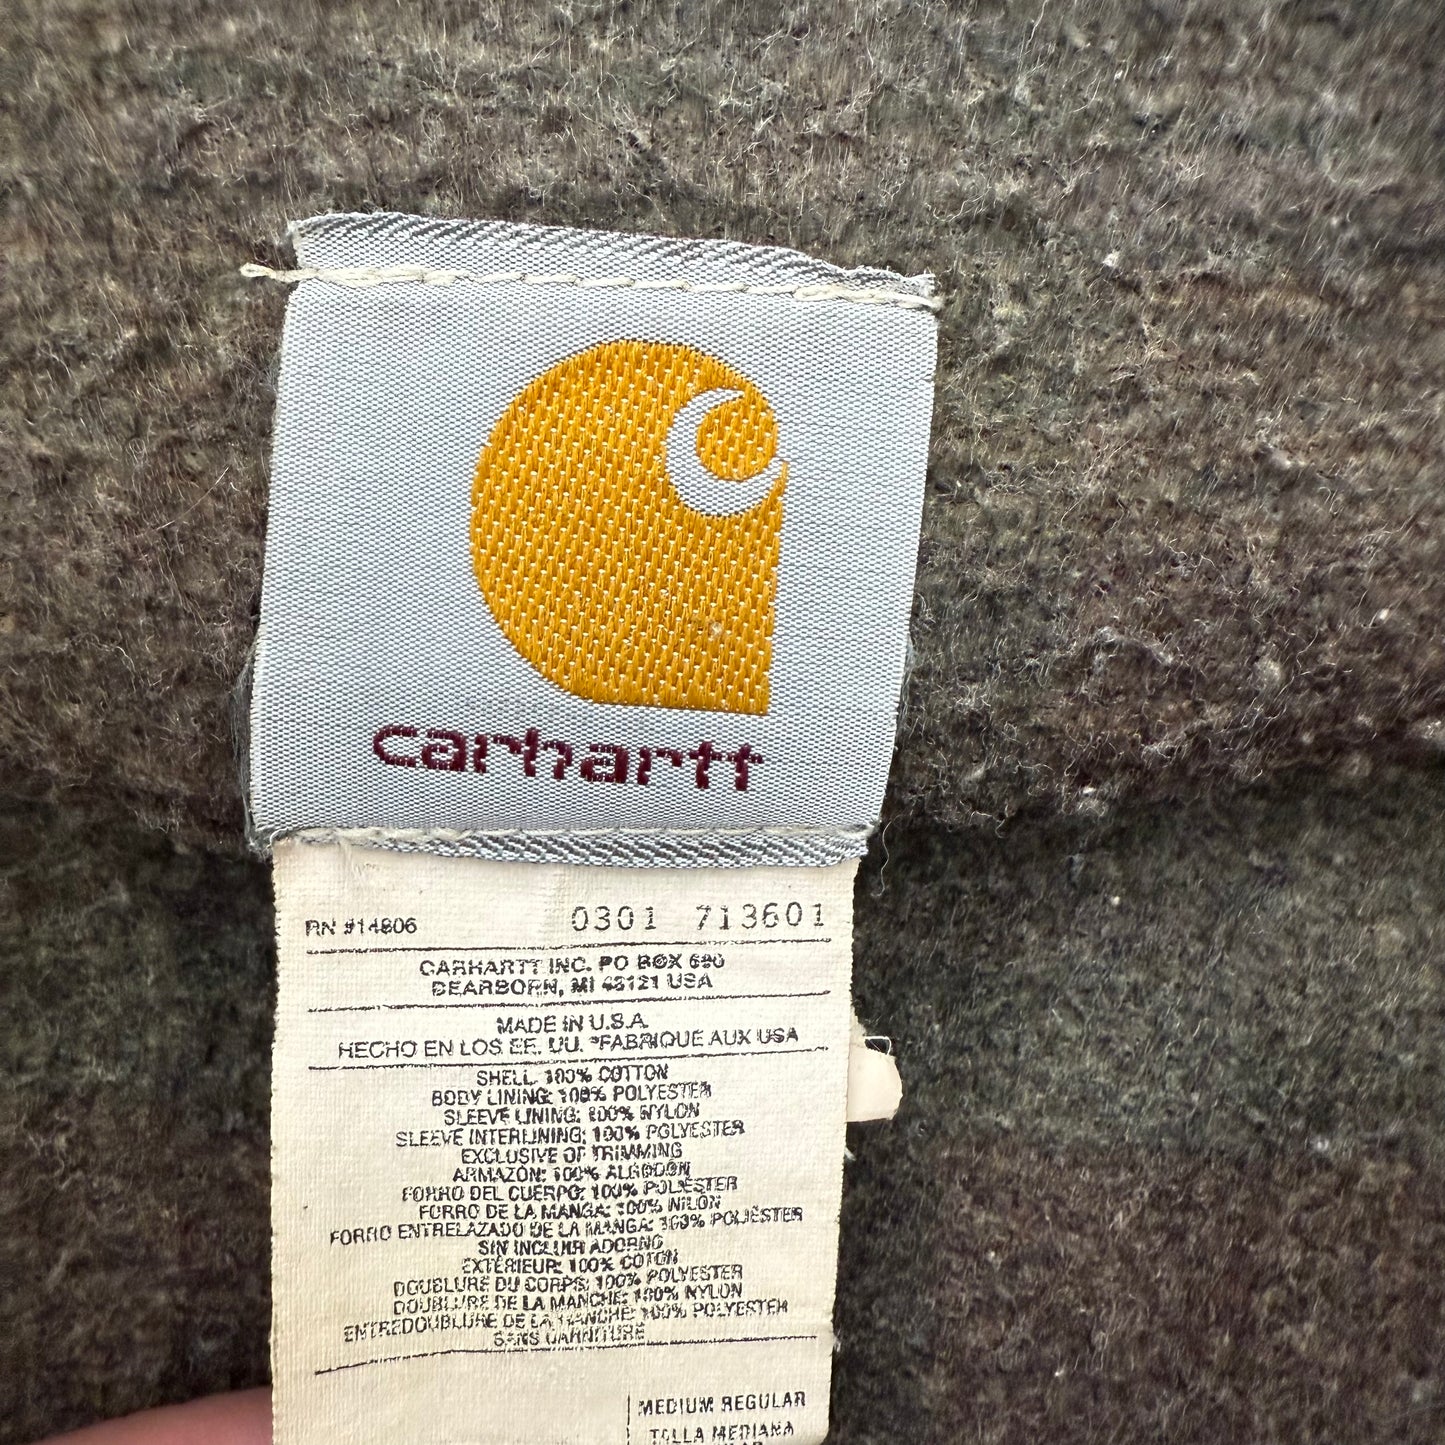 carhartt
RN #14806 0301 713601
CARHARTT INC. PO BOX 600
DEARBORN, MI 48121 USA
MADE IN U.S.A.
HECHO EN LOS EE. UU. *FABRIQUE AUX USA
SHELL: 100% COTTON
BODY LINING: 100% POLYESTER
SLEEVE LINING: 100% NYLON
SLEEVE INTERLINING: 100% POLYESTER
EXCLUSIVE OF TRIMMING
ARMAZÓN: 100% ALGODON
FORRO DEL CUERPO: 100% POLIÉSTER
FORRO DE LA MANGA: 100% NILON
FORRO ENTRELAZADO DE LA MANGA: 100% POLIÉSTER
SIN INCLUIR ADORNO
EXTÉRIEUR: 100% COTON
DOUBLURE DU CORPS: 100% POLYESTER
DOUBLURE DE LA MANCHE: 100% NYLON
ENTREDOUBLURE DE LA MANCHE: 100% POLYESTER
SANS GARNITURE
MEDIUM REGULAR
TALLA MEDIANA